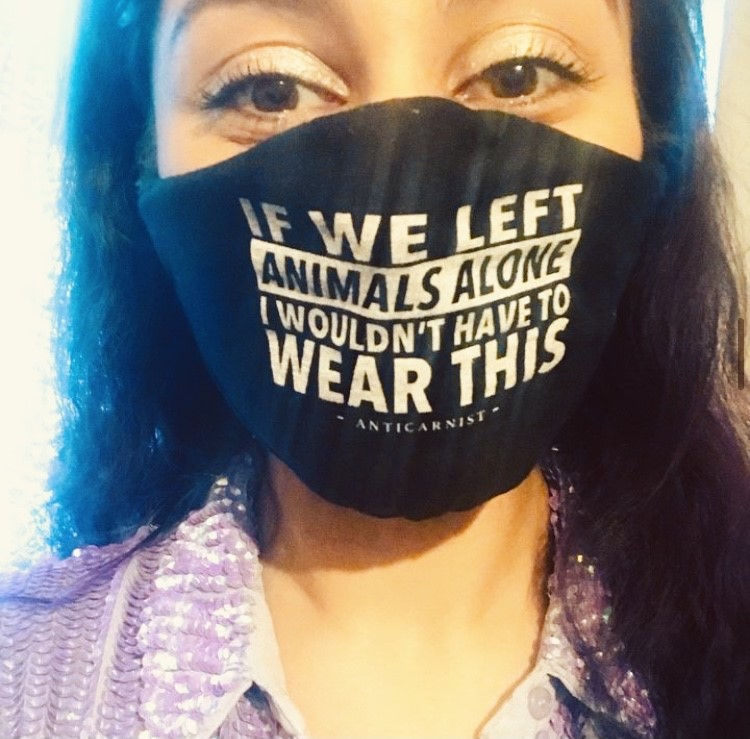 IF WE LEFT
ANIMALS ALONE
I WOULDN'T HAVE TO
WEAR THIS
- ANTICARNIST -